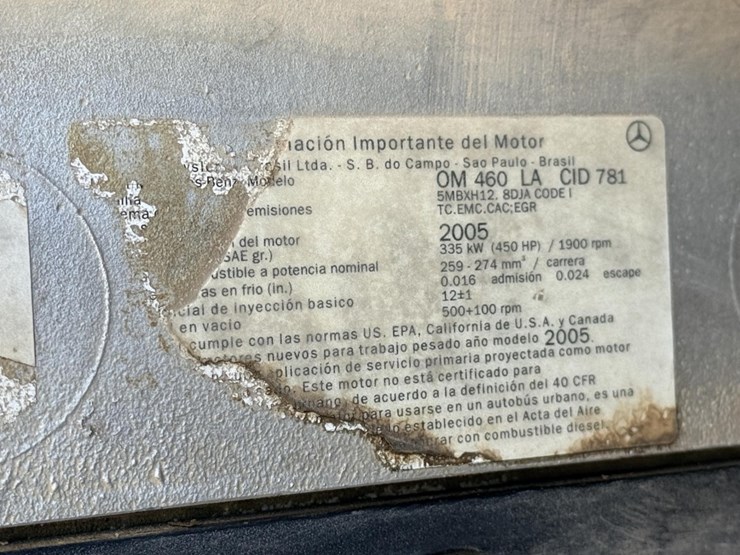 mación Importante del Motor
sil Ltda. - S. B. do Campo - Sao Paulo - Brasil
s-Benz Modelo OM 460 LA CID 781
5MBXH12. 8DJA CODE I
emisiones TC.EMC.CAC;EGR
del motor 2005
SAE gr.) 335 kW (450 HP) / 1900 rpm
ustible a potencia nominal 259 - 274 mm³ / carrera
as en frio (in.) 0.016 admisión 0.024 escape
cial de inyección basico 12±1
en vacio 500+100 rpm
cumple con las normas US. EPA, California de U.S.A. y Canada
nuevos para trabajo pesado año modelo 2005.
plicación de servicio primaria proyectada como motor
Este motor no está certificado para
de acuerdo a la definición del 40 CFR
para usarse en un autobús urbano, es una
establecido en el Acta del Aire
con combustible diesel.